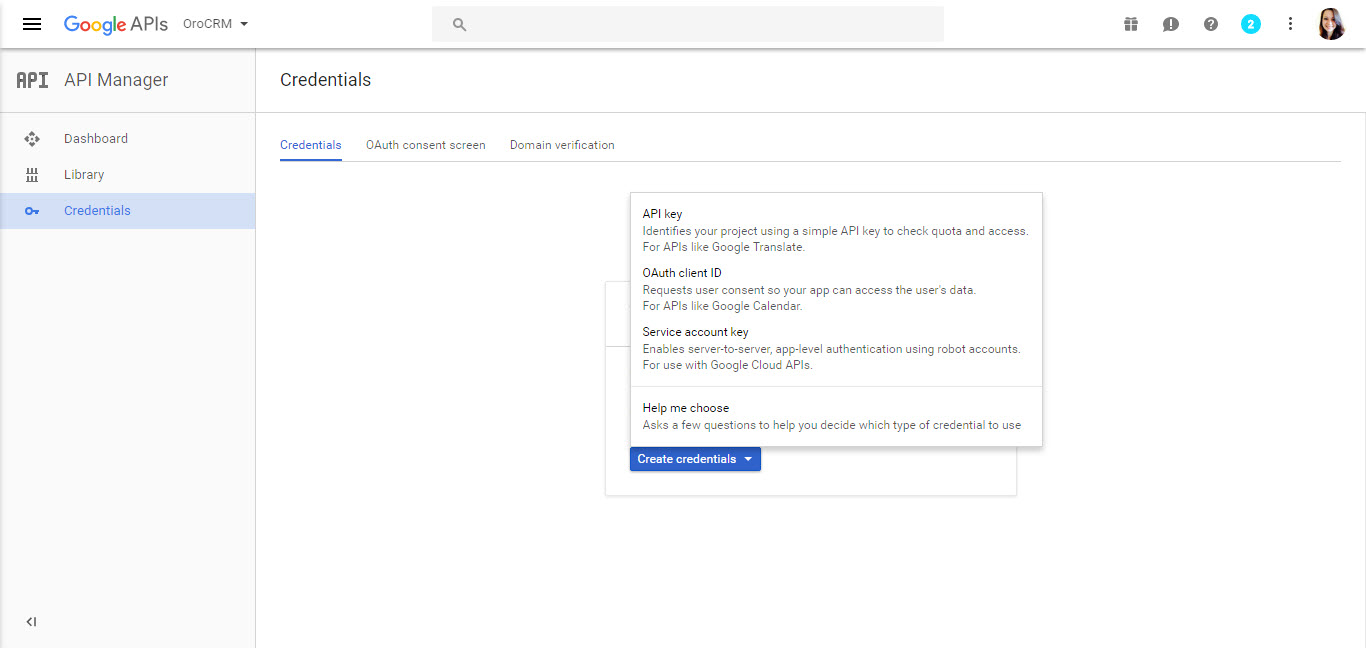 Google APIs OroCRM 2
API API Manager
Credentials
Dashboard
Library
Credentials
Credentials OAuth consent screen Domain verification
API key
Identifies your project using a simple API key to check quota and access.
For APIs like Google Translate.
OAuth client ID
Requests user consent so your app can access the user's data.
For APIs like Google Calendar.
Service account key
Enables server-to-server, app-level authentication using robot accounts.
For use with Google Cloud APIs.
Help me choose
Asks a few questions to help you decide which type of credential to use
Create credentials